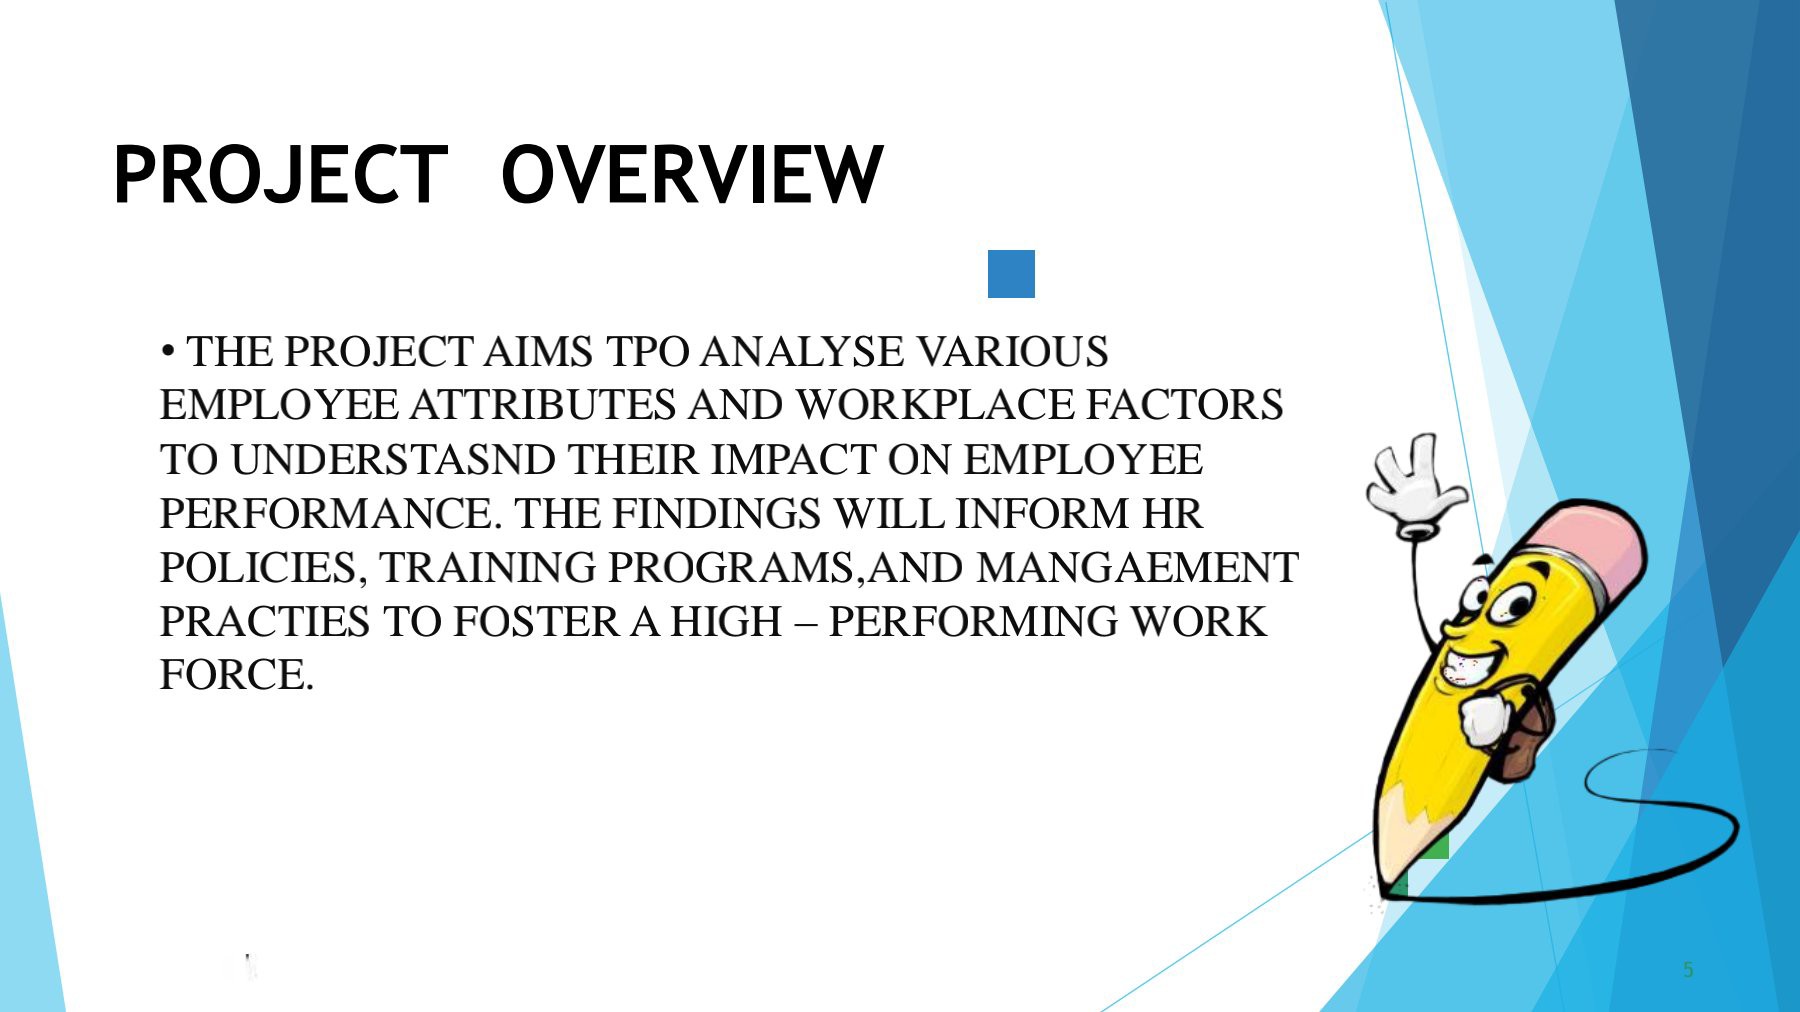 PROJECT OVERVIEW
• THE PROJECT AIMS TPO ANALYSE VARIOUS
EMPLOYEE ATTRIBUTES AND WORKPLACE FACTORS
TO UNDERSTASND THEIR IMPACT ON EMPLOYEE
PERFORMANCE. THE FINDINGS WILL INFORM HR
POLICIES, TRAINING PROGRAMS,AND MANGAEMENT
PRACTIES TO FOSTER A HIGH – PERFORMING WORK
FORCE.
5